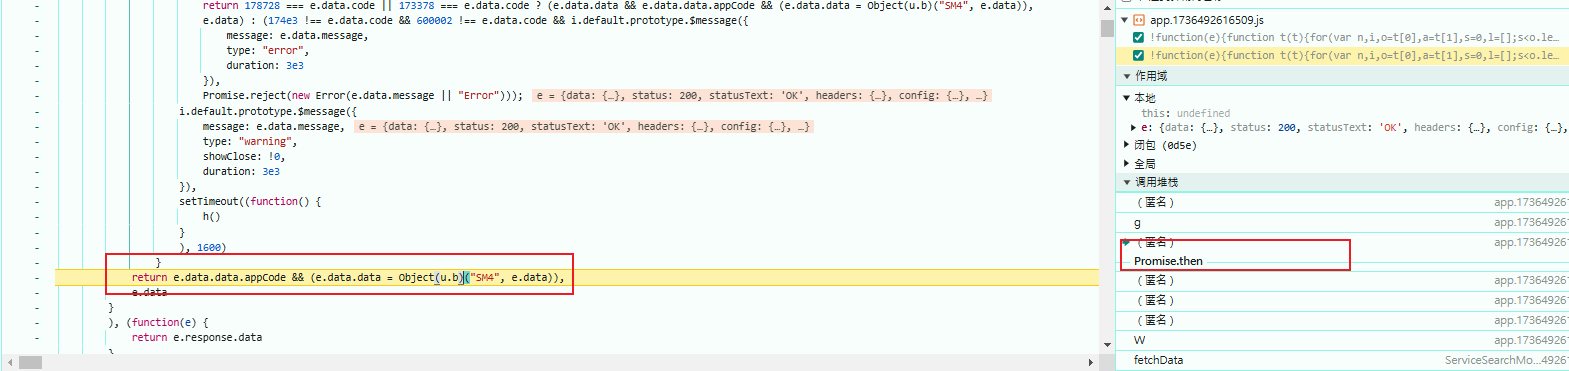 return 178728 === e.data.code || 173378 === e.data.code ? (e.data.data && e.data.data.appCode && (e.data.data = Object(u.b)("SM4", e.data)),
e.data) : (174e3 !== e.data.code && 600002 !== e.data.code && i.default.prototype.$message({
message: e.data.message,
type: "error",
duration: 3e3
}),
Promise.reject(new Error(e.data.message || "Error"))); e = {data: {…}, status: 200, statusText: 'OK', headers: {…}, config: {…}, …}
i.default.prototype.$message({
message: e.data.message, e = {data: {…}, status: 200, statusText: 'OK', headers: {…}, config: {…}, …}
type: "warning",
showClose: !0,
duration: 3e3
}),
setTimeout((function() {
h()
}
), 1600)
}
return e.data.data.appCode && (e.data.data = Object(u.b)("SM4", e.data)),
e.data
}
), (function(e) {
return e.response.data
app.1736492616509.js
!function(e){function t(t){for(var n,i,o=t[0],a=t[1],s=0,l=[];s<o.le…
!function(e){function t(t){for(var n,i,o=t[0],a=t[1],s=0,l=[];s<o.le…
作用域
本地
this: undefined
e: {data: {…}, status: 200, statusText: 'OK', headers: {…}, config: {…},
闭包 (0d5e)
全局
调用堆栈
（匿名） app.17364926
g app.17364926
（匿名） app.17364926
Promise.then
（匿名） app.17364926
（匿名） app.17364926
（匿名） app.17364926
W app.17364926
fetchData ServiceSearchMo…49261